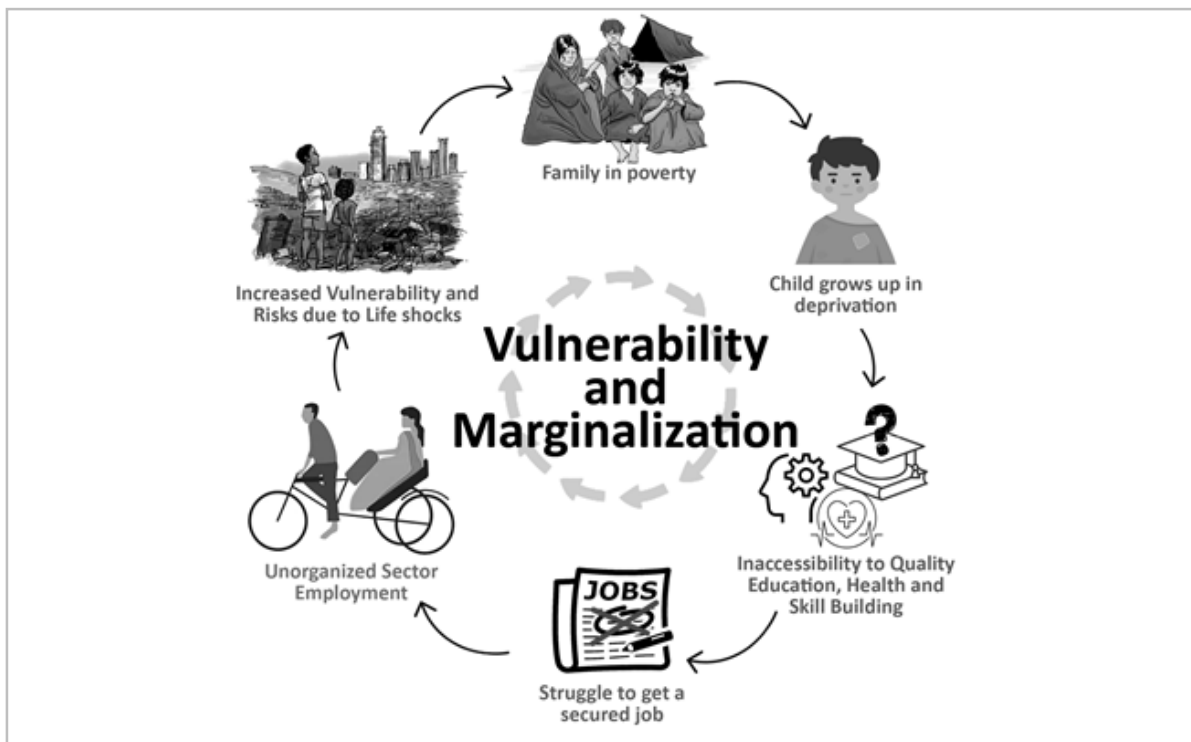 Family in poverty
Child grows up in
deprivation
Inaccessibility to Quality
Education, Health and
Skill Building
JOBS
Struggle to get a
secured job
Unorganized Sector
Employment
Increased Vulnerability and
Risks due to Life shocks
Vulnerability
and
Marginalization
?